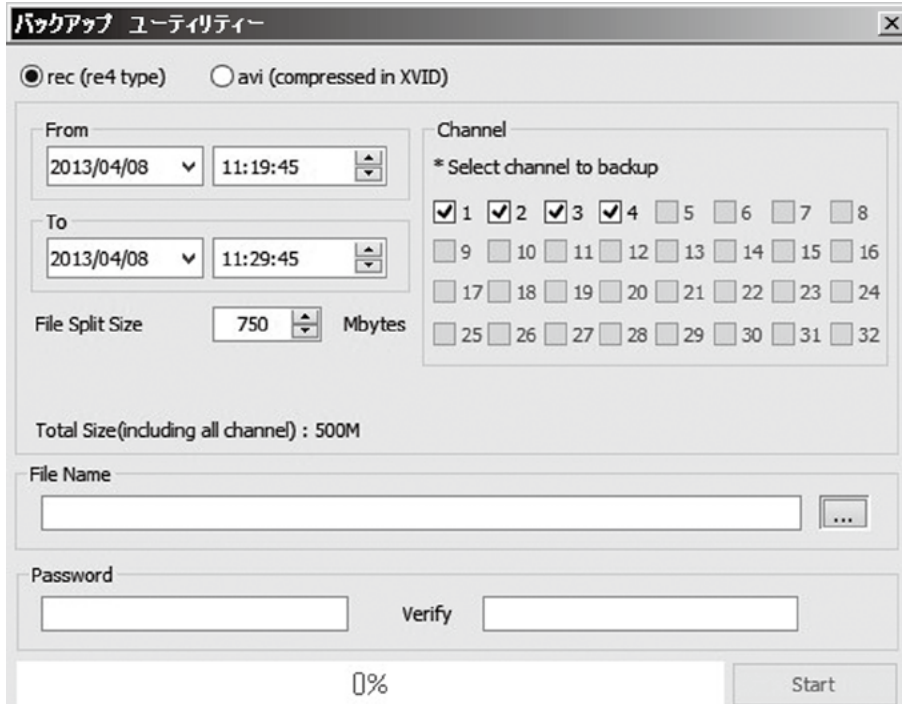 バックアップ ユーティリティー
rec (re4 type) avi (compressed in XVID)
From
2013/04/08 11:19:45
To
2013/04/08 11:29:45
File Split Size 750 Mbytes
Channel
* Select channel to backup
1 2 3 4 5 6 7 8
9 10 11 12 13 14 15 16
17 18 19 20 21 22 23 24
25 26 27 28 29 30 31 32
Total Size(including all channel) : 500M
File Name
...
Password
Verify
0% Start